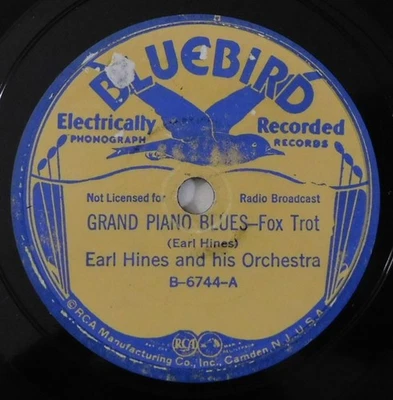 BLUEBiRD
Electrically Recorded
PHONOGRAPH RECORDS
Not Licensed for Radio Broadcast
GRAND PIANO BLUES—Fox Trot
(Earl Hines)
Earl Hines and his Orchestra
B-6744-A
RCA
©RCA Manufacturing Co., Inc., Camden, N.J., U.S.A.